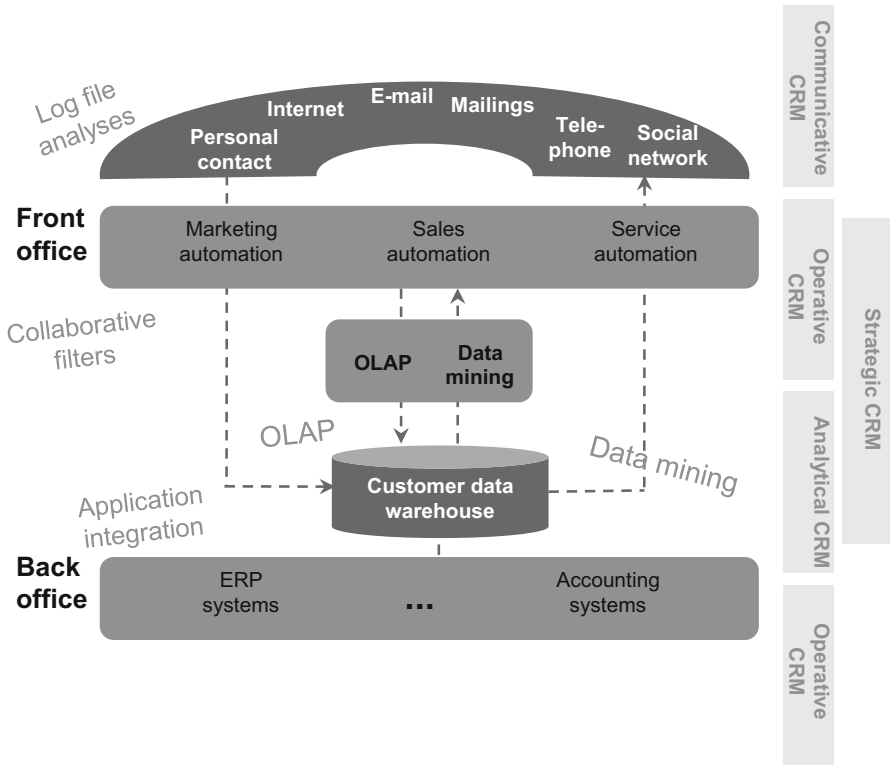 Log file
analyses
Internet
E-mail
Mailings
Personal
contact
Tele-
phone
Social
network
Communicative
CRM
Front
office
Marketing
automation
Sales
automation
Service
automation
Operative
CRM
Strategic CRM
Collaborative
filters
OLAP
Data
mining
OLAP
Data mining
Analytical CRM
Customer data
warehouse
Application
integration
Back
office
ERP
systems
...
Accounting
systems
Operative
CRM